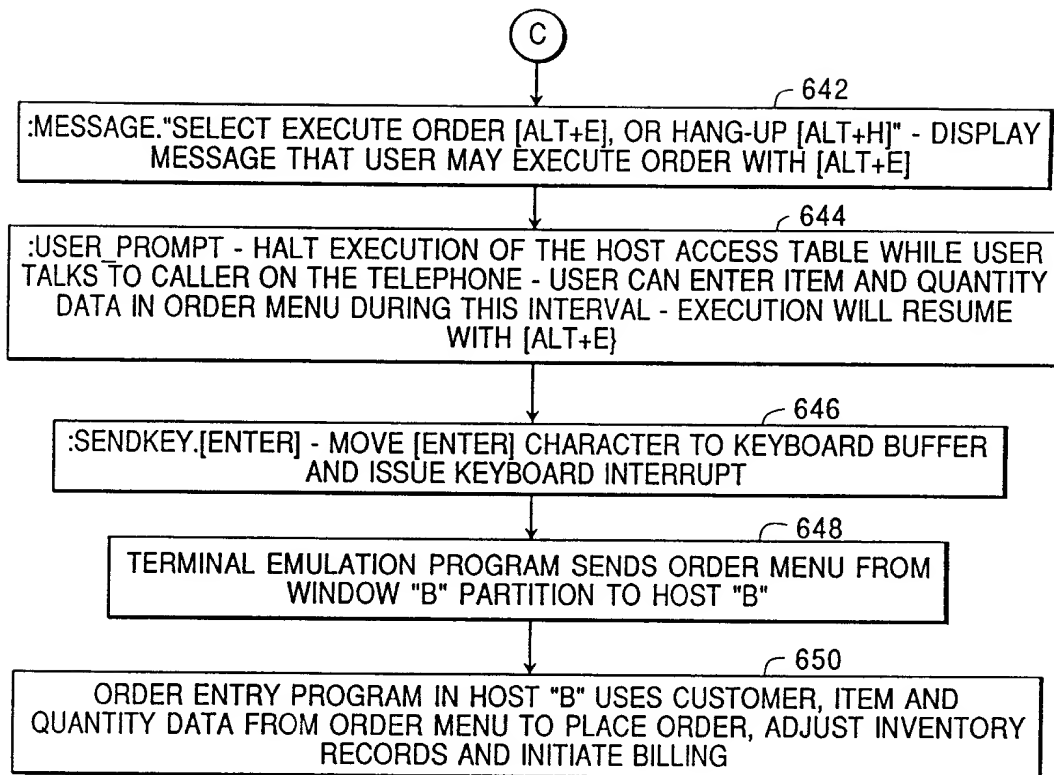 C
642
:MESSAGE."SELECT EXECUTE ORDER [ALT+E], OR HANG-UP [ALT+H]" - DISPLAY
MESSAGE THAT USER MAY EXECUTE ORDER WITH [ALT+E]
644
:USER_PROMPT - HALT EXECUTION OF THE HOST ACCESS TABLE WHILE USER
TALKS TO CALLER ON THE TELEPHONE - USER CAN ENTER ITEM AND QUANTITY
DATA IN ORDER MENU DURING THIS INTERVAL - EXECUTION WILL RESUME
WITH [ALT+E}
646
:SENDKEY.[ENTER] - MOVE [ENTER] CHARACTER TO KEYBOARD BUFFER
AND ISSUE KEYBOARD INTERRUPT
648
TERMINAL EMULATION PROGRAM SENDS ORDER MENU FROM
WINDOW "B" PARTITION TO HOST "B"
650
ORDER ENTRY PROGRAM IN HOST "B" USES CUSTOMER, ITEM AND
QUANTITY DATA FROM ORDER MENU TO PLACE ORDER, ADJUST INVENTORY
RECORDS AND INITIATE BILLING